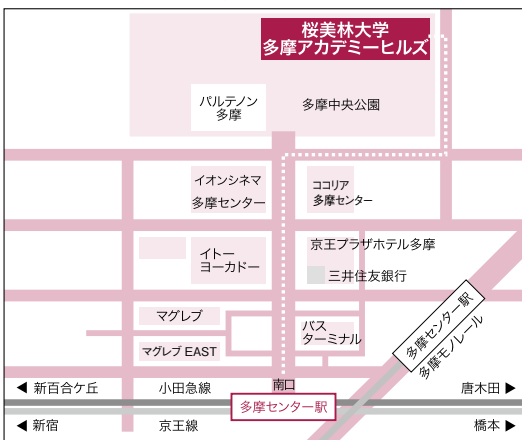 桜美林大学
多摩アカデミーヒルズ
パルテノン
多摩
多摩中央公園
イオンシネマ
多摩センター
ココリア
多摩センター
イトー
ヨーカドー
京王プラザホテル多摩
三井住友銀行
マグレブ
バス
ターミナル
マグレブ EAST
多摩センター駅
多摩モノレール
◀ 新百合ケ丘
小田急線
南口
唐木田 ▶
多摩センター駅
◀ 新宿
京王線
橋本 ▶